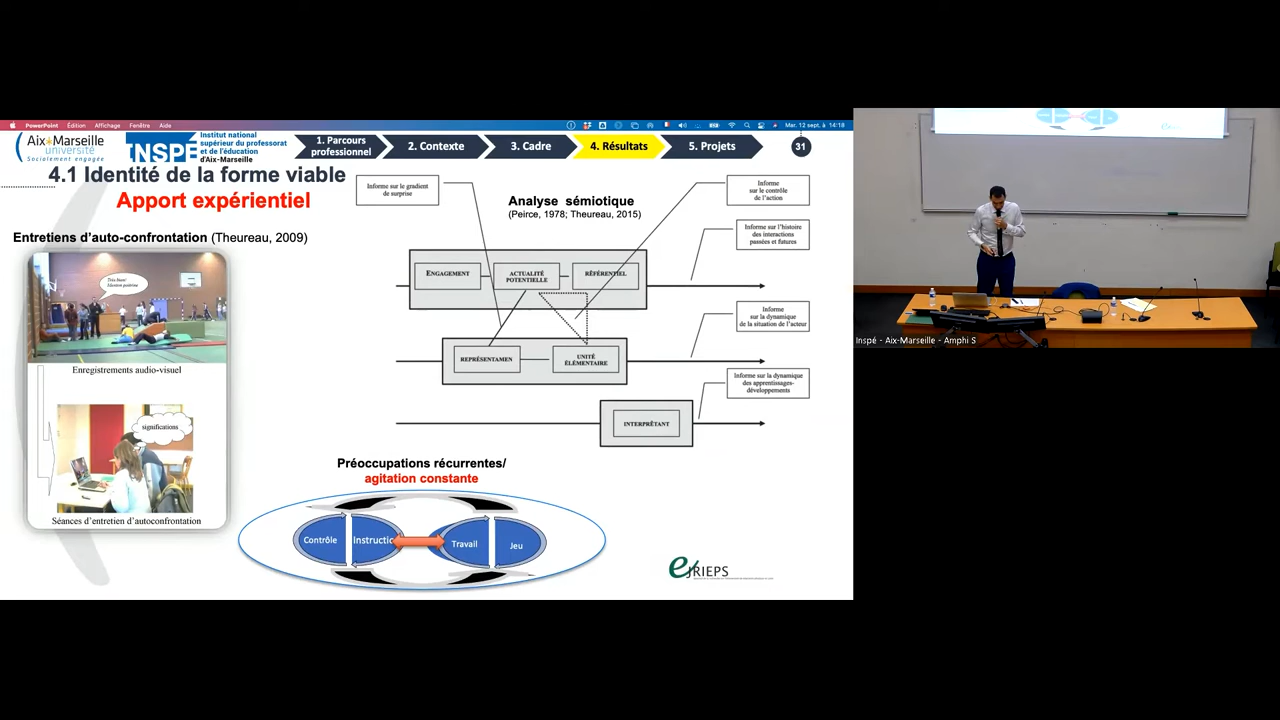 PowerPoint Édition Affichage Fenêtre Aide
Mar. 12 sept. à 14:18
Aix*Marseille
université
Socialement engagée
INSPÉ
Institut national
supérieur du professorat
et de l'éducation
d'Aix-Marseille
1. Parcours
professionnel
2. Contexte
3. Cadre
4. Résultats
5. Projets
31
4.1 Identité de la forme viable
Apport expérientiel
Entretiens d'auto-confrontation (Theureau, 2009)
Enregistrements audio-visuel
significations
Séances d'entretien d'autoconfrontation
Informe sur le gradient
de surprise
Analyse sémiotique
(Peirce, 1978; Theureau, 2015)
Informe
sur le contrôle
de l'action
Informe sur l'histoire
des interactions
passées et futures
ENGAGEMENT
ACTUALITÉ
POTENTIELLE
RÉFÉRENTIEL
Informe
sur la dynamique
de la situation de l'acteur
REPRÉSENTAMEN
UNITÉ
ÉLÉMENTAIRE
Informe sur la dynamique
des apprentissages-
développements
INTERPRÉTANT
Préoccupations récurrentes/
agitation constante
Contrôle
Instructio
Travail
Jeu
eJRIEPS
Inspé - Aix-Marseille - Amphi S